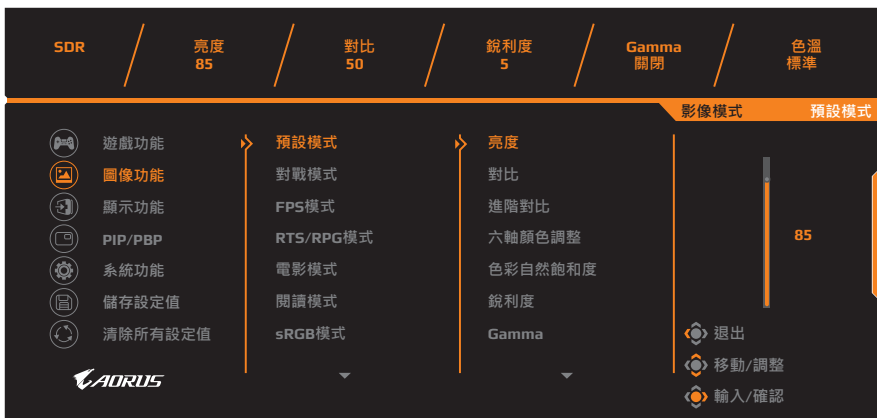 SDR
亮度
85
對比
50
銳利度
5
Gamma
關閉
色溫
標準
影像模式 預設模式
遊戲功能 預設模式 亮度
圖像功能 對戰模式 對比
顯示功能 FPS模式 進階對比
PIP/PBP RTS/RPG模式 六軸顏色調整 85
系統功能 電影模式 色彩自然飽和度
儲存設定值 閱讀模式 銳利度
清除所有設定值 sRGB模式 Gamma 退出
移動/調整
AORUS
輸入/確認